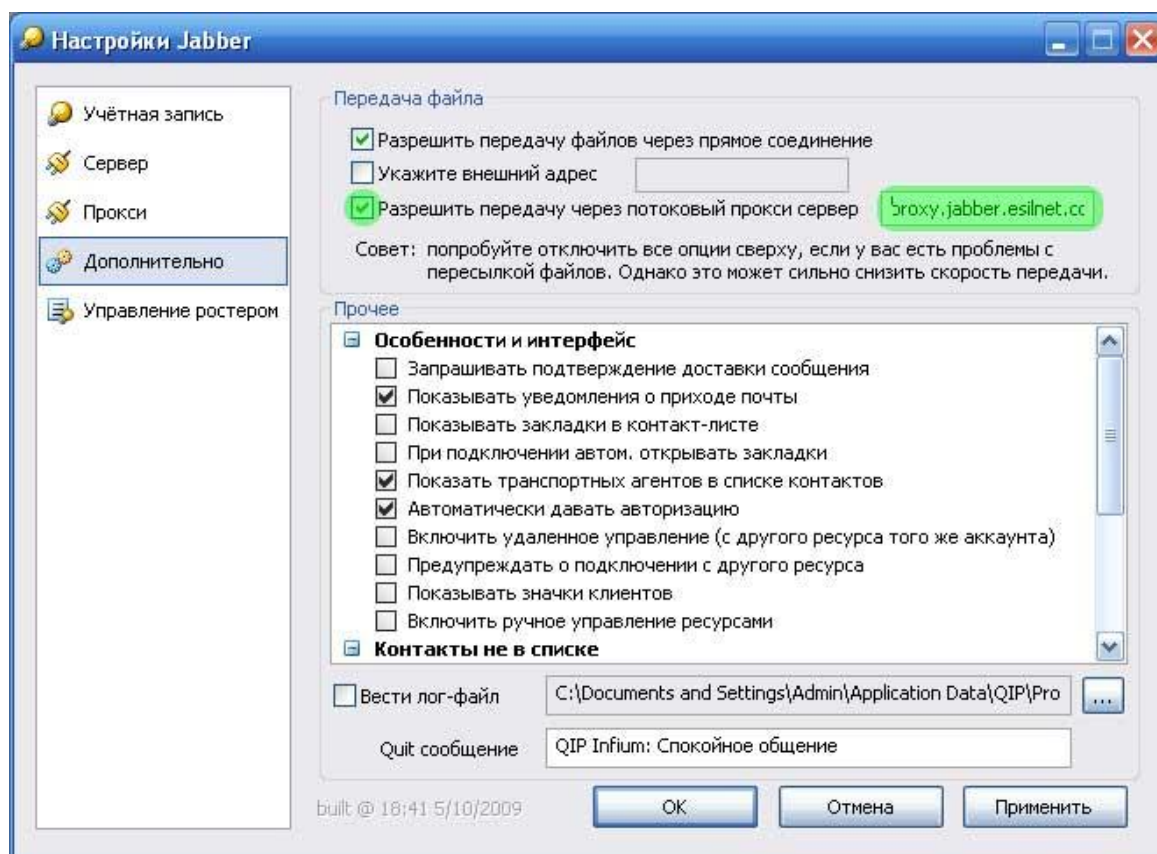 Настройки Jabber
Учётная запись
Сервер
Прокси
Дополнительно
Управление ростером
Передача файла
Разрешить передачу файлов через прямое соединение
Укажите внешний адрес
Разрешить передачу через потоковый прокси сервер roxy.jabber.esilnet.cc
Совет: попробуйте отключить все опции сверху, если у вас есть проблемы с
пересылкой файлов. Однако это может сильно снизить скорость передачи.
Прочее
Особенности и интерфейс
Запрашивать подтверждение доставки сообщения
Показывать уведомления о приходе почты
Показывать закладки в контакт-листе
При подключении автом. открывать закладки
Показать транспортных агентов в списке контактов
Автоматически давать авторизацию
Включить удаленное управление (с другого ресурса того же аккаунта)
Предупреждать о подключении с другого ресурса
Показывать значки клиентов
Включить ручное управление ресурсами
Контакты не в списке
Вести лог-файл C:\Documents and Settings\Admin\Application Data\QIP\Pro ...
Quit сообщение QIP Infium: Спокойное общение
built @ 18:41 5/10/2009 OK Отмена Применить